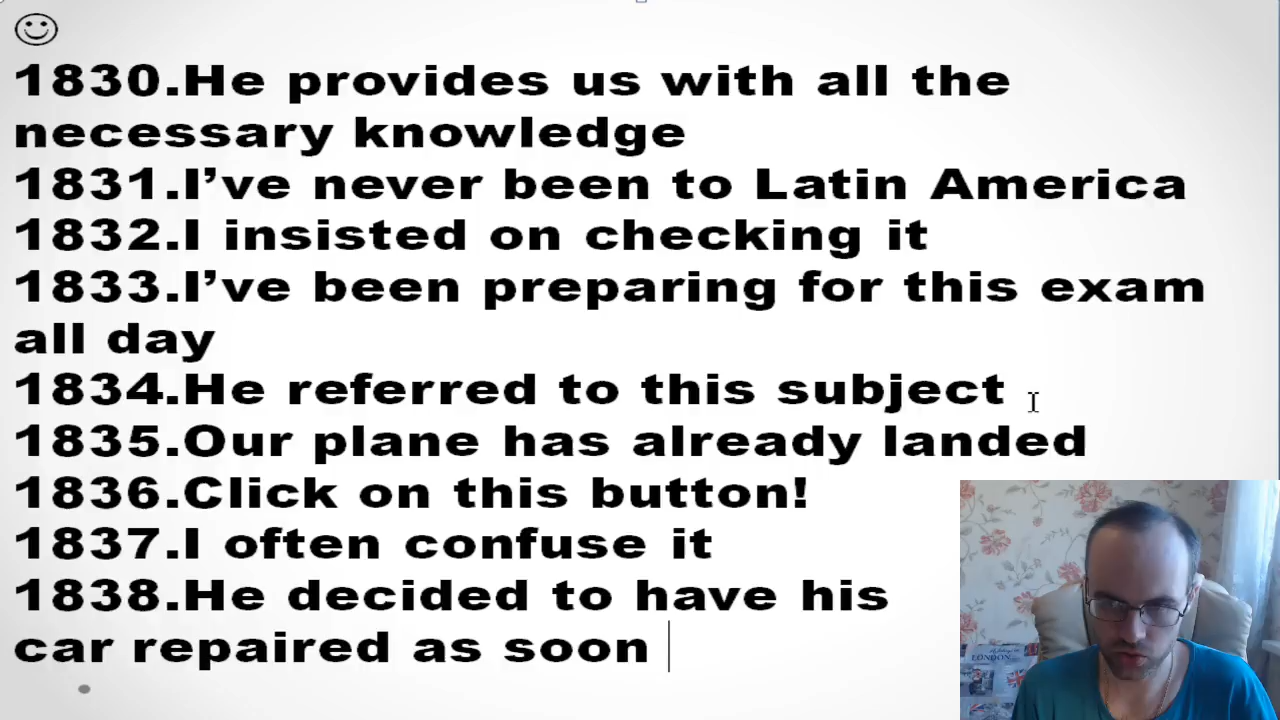 1830.He provides us with all the
necessary knowledge
1831.I’ve never been to Latin America
1832.I insisted on checking it
1833.I’ve been preparing for this exam
all day
1834.He referred to this subject
1835.Our plane has already landed
1836.Click on this button!
1837.I often confuse it
1838.He decided to have his
car repaired as soon
LONDON